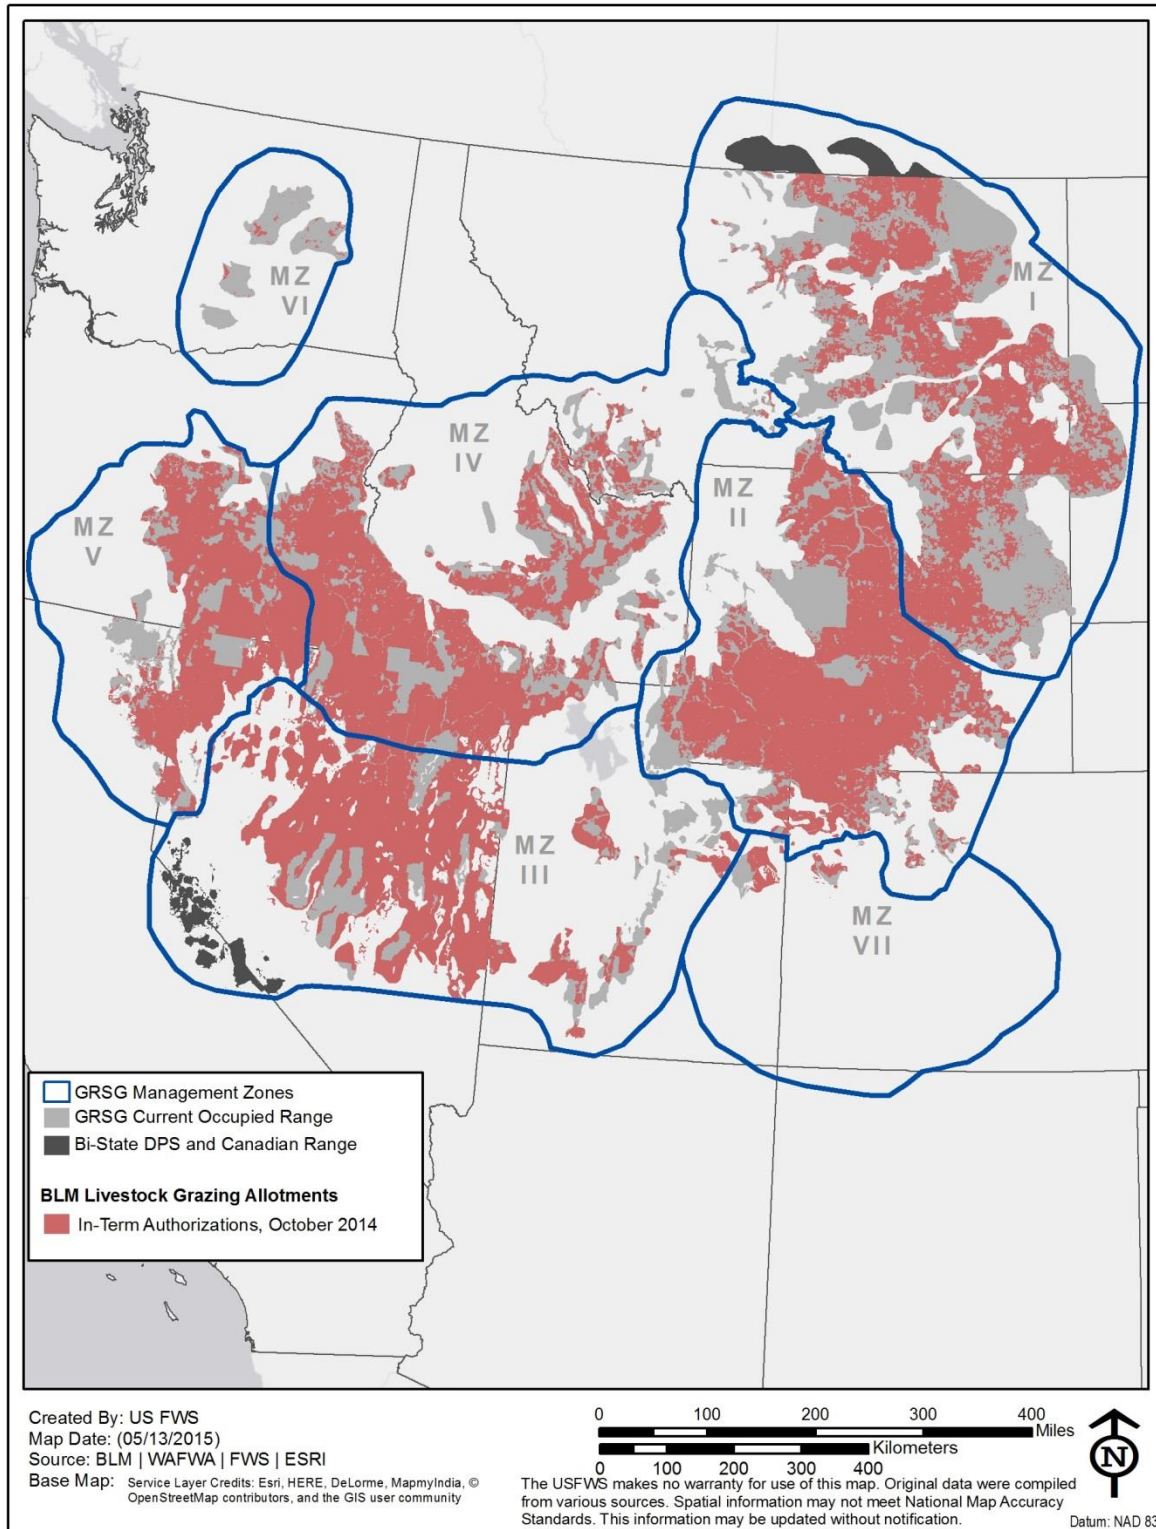 MZ
VI
MZ
I
MZ
IV
MZ
II
MZ
V
MZ
III
MZ
VII
GRSG Management Zones
GRSG Current Occupied Range
Bi-State DPS and Canadian Range
BLM Livestock Grazing Allotments
In-Term Authorizations, October 2014
Created By: US FWS
Map Date: (05/13/2015)
Source: BLM | WAFWA | FWS | ESRI
Base Map: Service Layer Credits: Esri, HERE, DeLorme, MapmyIndia, ©
OpenStreetMap contributors, and the GIS user community
0 100 200 300 400
Miles
Kilometers
0 100 200 300 400
The USFWS makes no warranty for use of this map. Original data were compiled
from various sources. Spatial information may not meet National Map Accuracy
Standards. This information may be updated without notification.
N
Datum: NAD 83